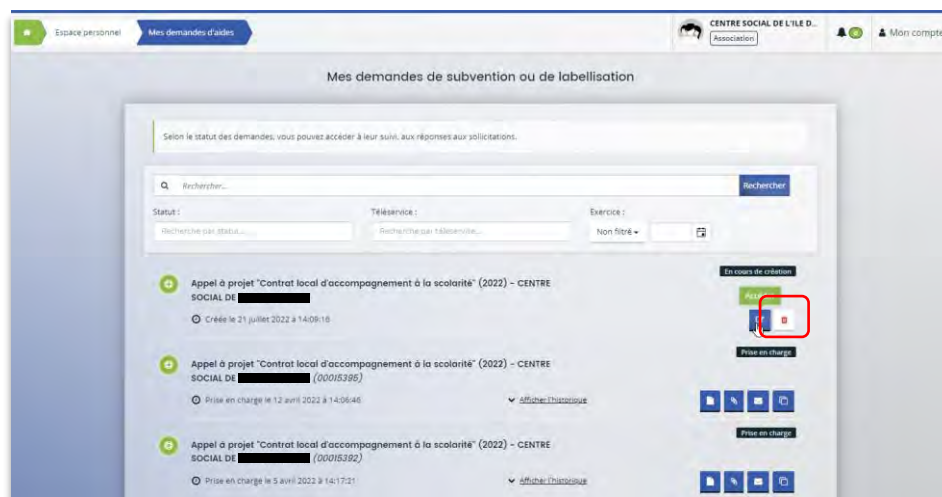 Espace personnel
Mes demandes d'aides
CENTRE SOCIAL DE L'ILE D...
Association
Mon compte
Mes demandes de subvention ou de labellisation
Selon le statut des demandes, vous pouvez accéder à leur suivi, aux réponses aux sollicitations.
Rechercher...
Rechercher
Statut :
Téléservice :
Exercice :
Recherche par statut...
Recherche par téléservice...
Non filtré
En cours de création
Appel à projet "Contrat local d'accompagnement à la scolarité" (2022) - CENTRE
SOCIAL DE
Créée le 21 juillet 2022 à 14:09:16
Prise en charge
Appel à projet "Contrat local d'accompagnement à la scolarité" (2022) - CENTRE
SOCIAL DE (00015395)
Prise en charge le 12 avril 2022 à 14:06:46
Afficher l'historique
Prise en charge
Appel à projet "Contrat local d'accompagnement à la scolarité" (2022) - CENTRE
SOCIAL DE (00015392)
Prise en charge le 5 avril 2022 à 14:17:21
Afficher l'historique